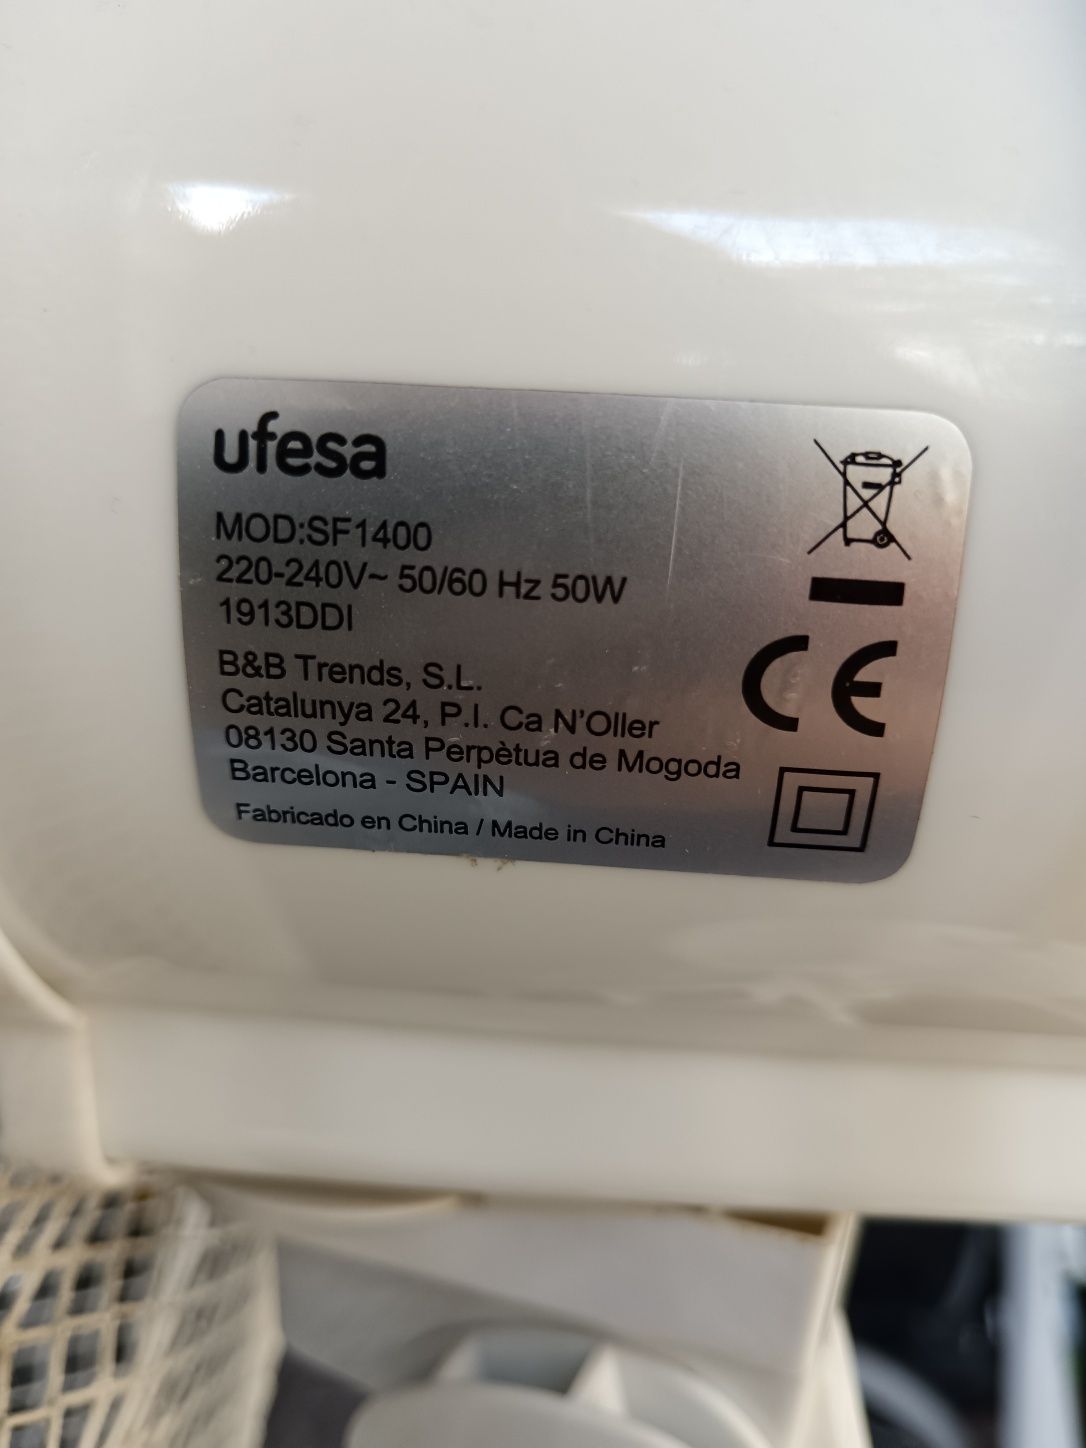 ufesa
MOD:SF1400
220-240V~ 50/60 Hz 50W
1913DDI
B&B Trends, S.L.
Catalunya 24, P.I. Ca N'Oller
08130 Santa Perpètua de Mogoda
Barcelona - SPAIN
Fabricado en China / Made in China
CE